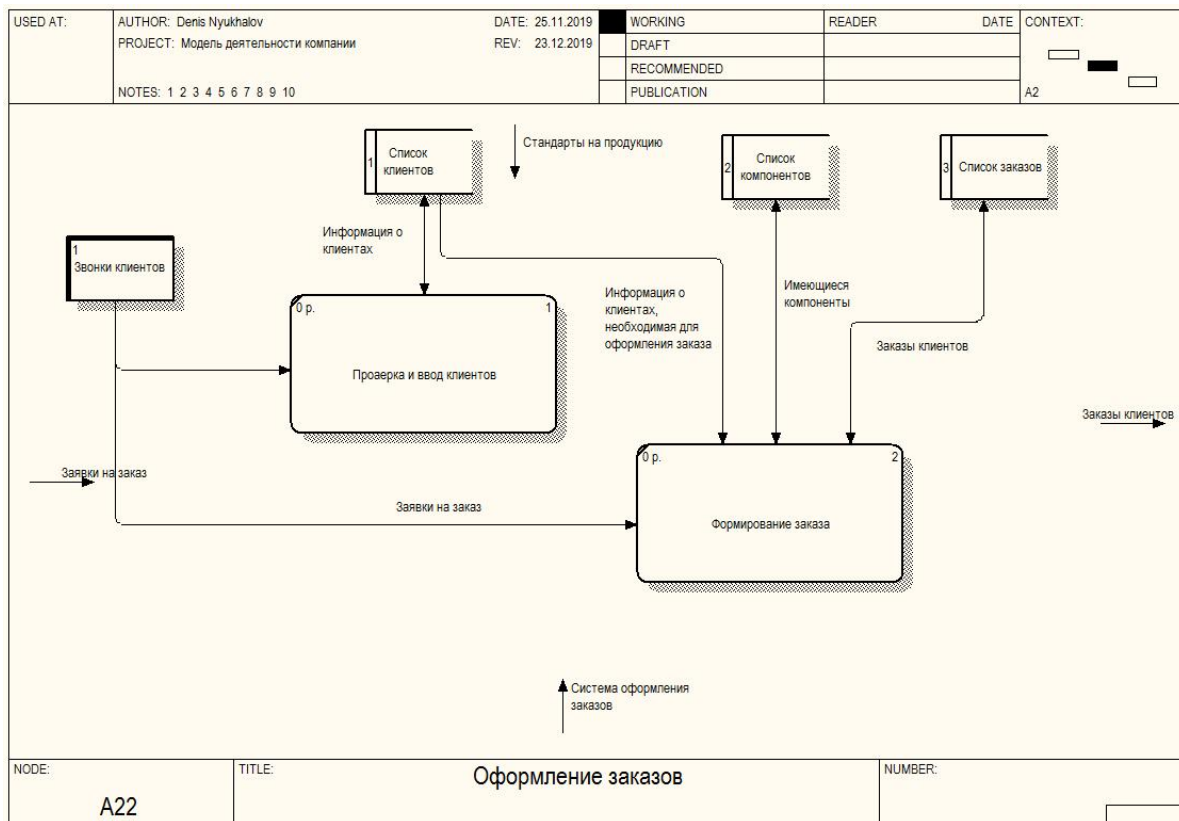 USED AT:
AUTHOR: Denis Nyukhalov
DATE: 25.11.2019
PROJECT: Модель деятельности компании
REV: 23.12.2019
NOTES: 1 2 3 4 5 6 7 8 9 10
WORKING
DRAFT
RECOMMENDED
PUBLICATION
READER
DATE
CONTEXT:
A2
1
Список
клиентов
Стандарты на продукцию
2
Список
компонентов
3
Список заказов
Информация о
клиентах
1
Звонки клиентов
Информация о
клиентах,
необходимая для
оформления заказа
Имеющиеся
компоненты
Заказы клиентов
0 р.
1
Проаерка и ввод клиентов
Заказы клиентов
Заявки на заказ
Заявки на заказ
0 р.
2
Формирование заказа
Система оформления
заказов
NODE:
A22
TITLE:
Оформление заказов
NUMBER: